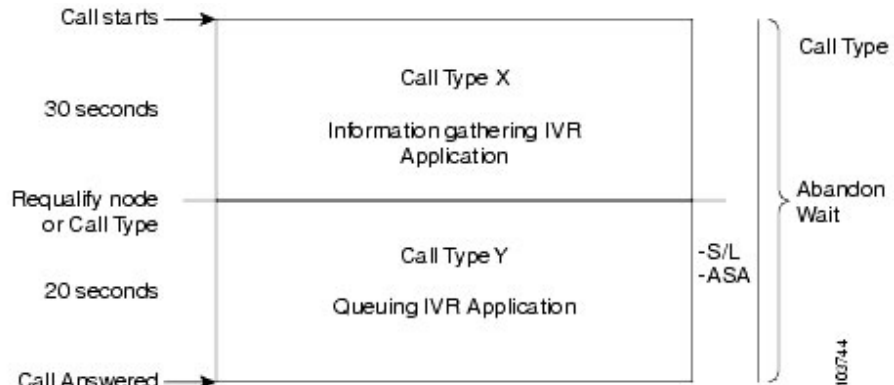 Call starts
Call Type
Call Type X
30 seconds
Information gathering IVR
Application
Requalify node
or Call Type
Abandon
Wait
Call Type Y
-S/L
-ASA
20 seconds
Queuing IVR Application
Call Answered
103744